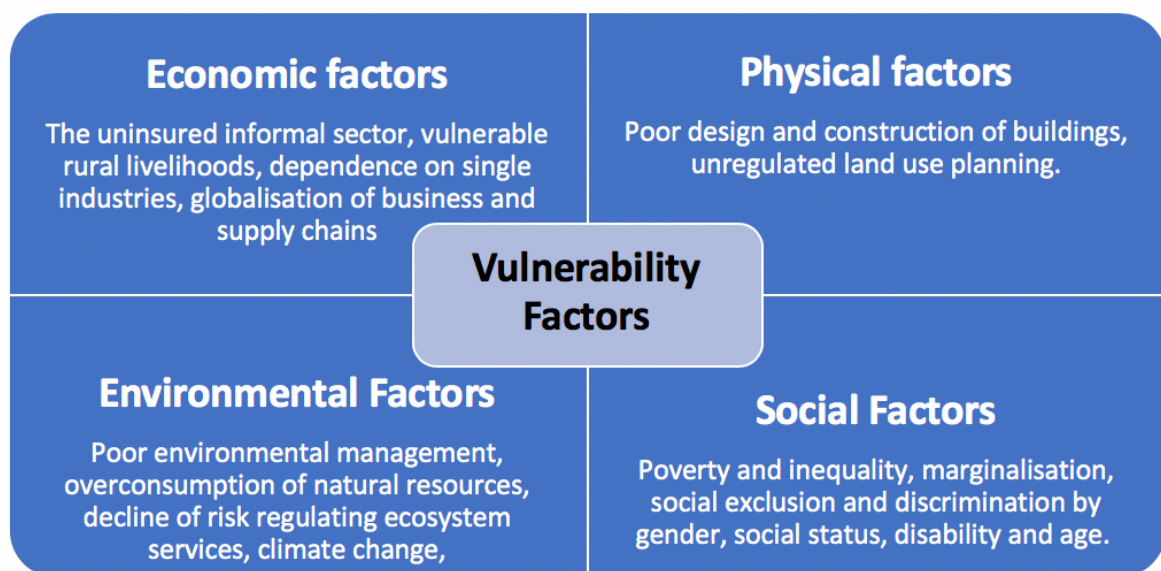 Economic factors
The uninsured informal sector, vulnerable
rural livelihoods, dependence on single
industries, globalisation of business and
supply chains
Physical factors
Poor design and construction of buildings,
unregulated land use planning.
Vulnerability
Factors
Environmental Factors
Poor environmental management,
overconsumption of natural resources,
decline of risk regulating ecosystem
services, climate change,
Social Factors
Poverty and inequality, marginalisation,
social exclusion and discrimination by
gender, social status, disability and age.